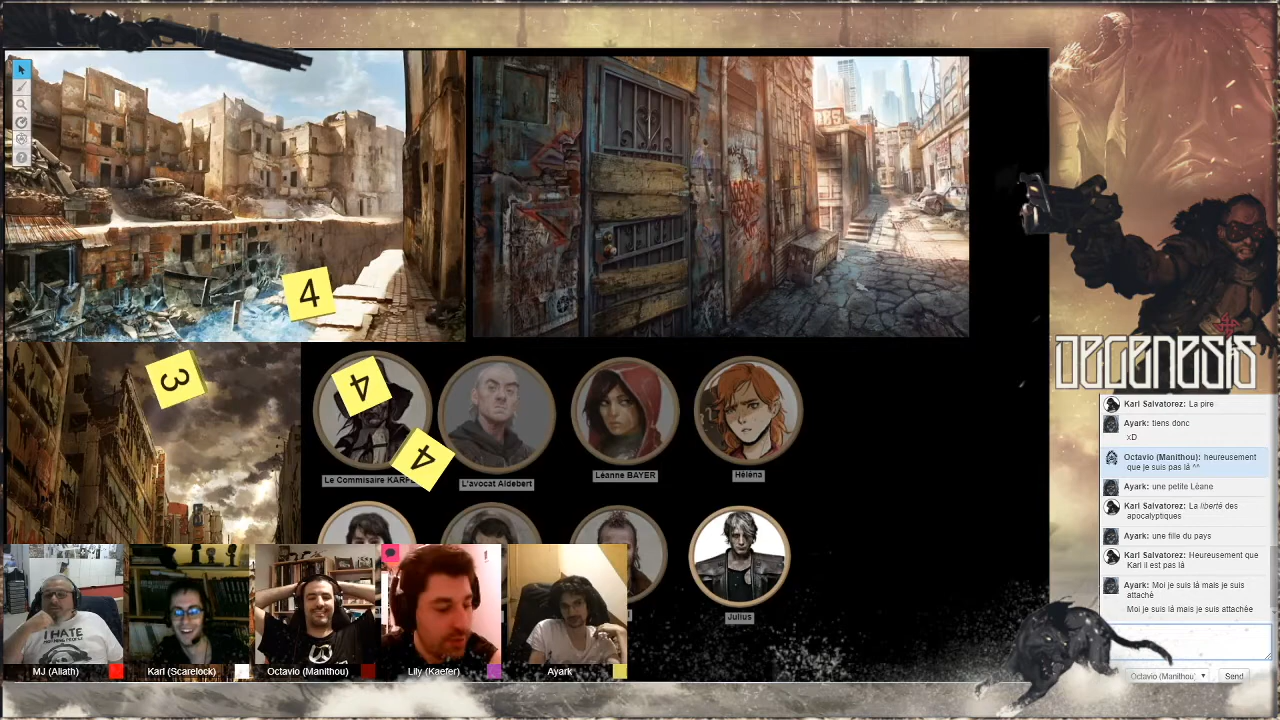 4
3
4
4
Le Commisaire KARF
L'avocat Aldebert
Léanne BAYER
Héléna
Julius
DEGENESIS
Karl Salvatorez: La pire
Ayark: tiens donc
xD
Octavio (Manithou): heureusement
que je suis pas là ^^
Ayark: une petite Léane
Karl Salvatorez: La liberté des
apocalyptiques
Ayark: une fille du pays
Karl Salvatorez: Heureusement que
Karl il est pas là
Ayark: Moi je suis là mais je suis
attaché
Moi je suis là mais je suis attachée
Octavio (Manithou)
Send
I HATE
MJ (Aliath)
Karl (Scarelock)
Octavio (Manithou)
Lily (Kaefer)
Ayark